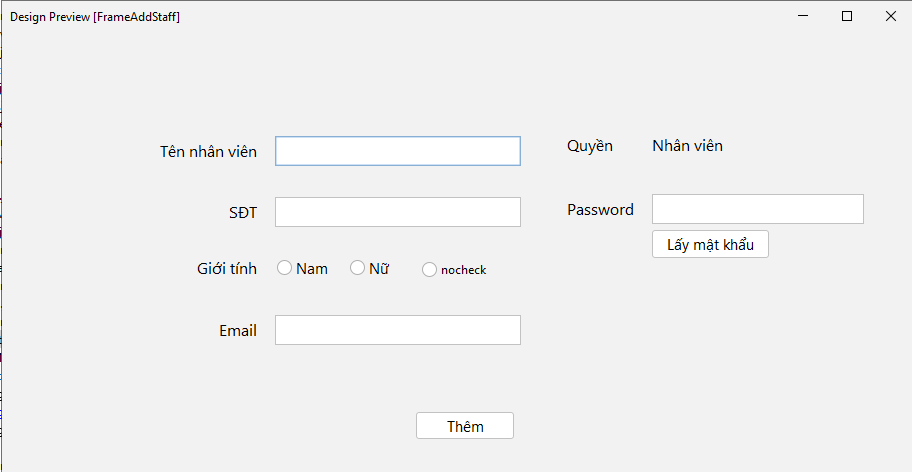 Design Preview [FrameAddStaff]
Tên nhân viên
Quyền Nhân viên
SĐT
Password
Lấy mật khẩu
Giới tính Nam Nữ nocheck
Email
Thêm